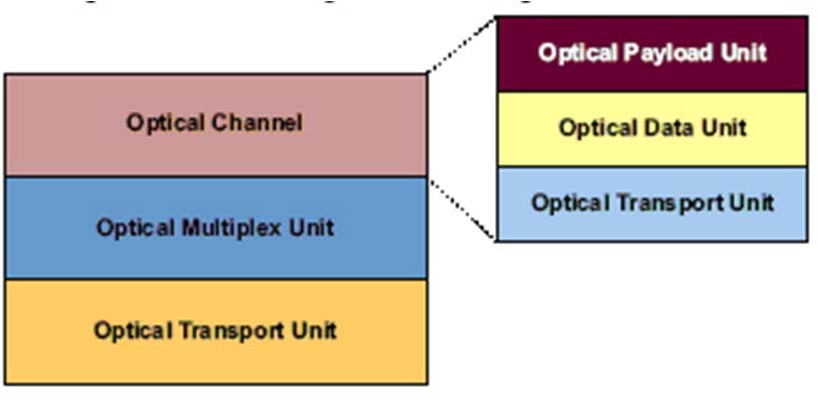 Optical Channel
Optical Multiplex Unit
Optical Transport Unit
Optical Payload Unit
Optical Data Unit
Optical Transport Unit